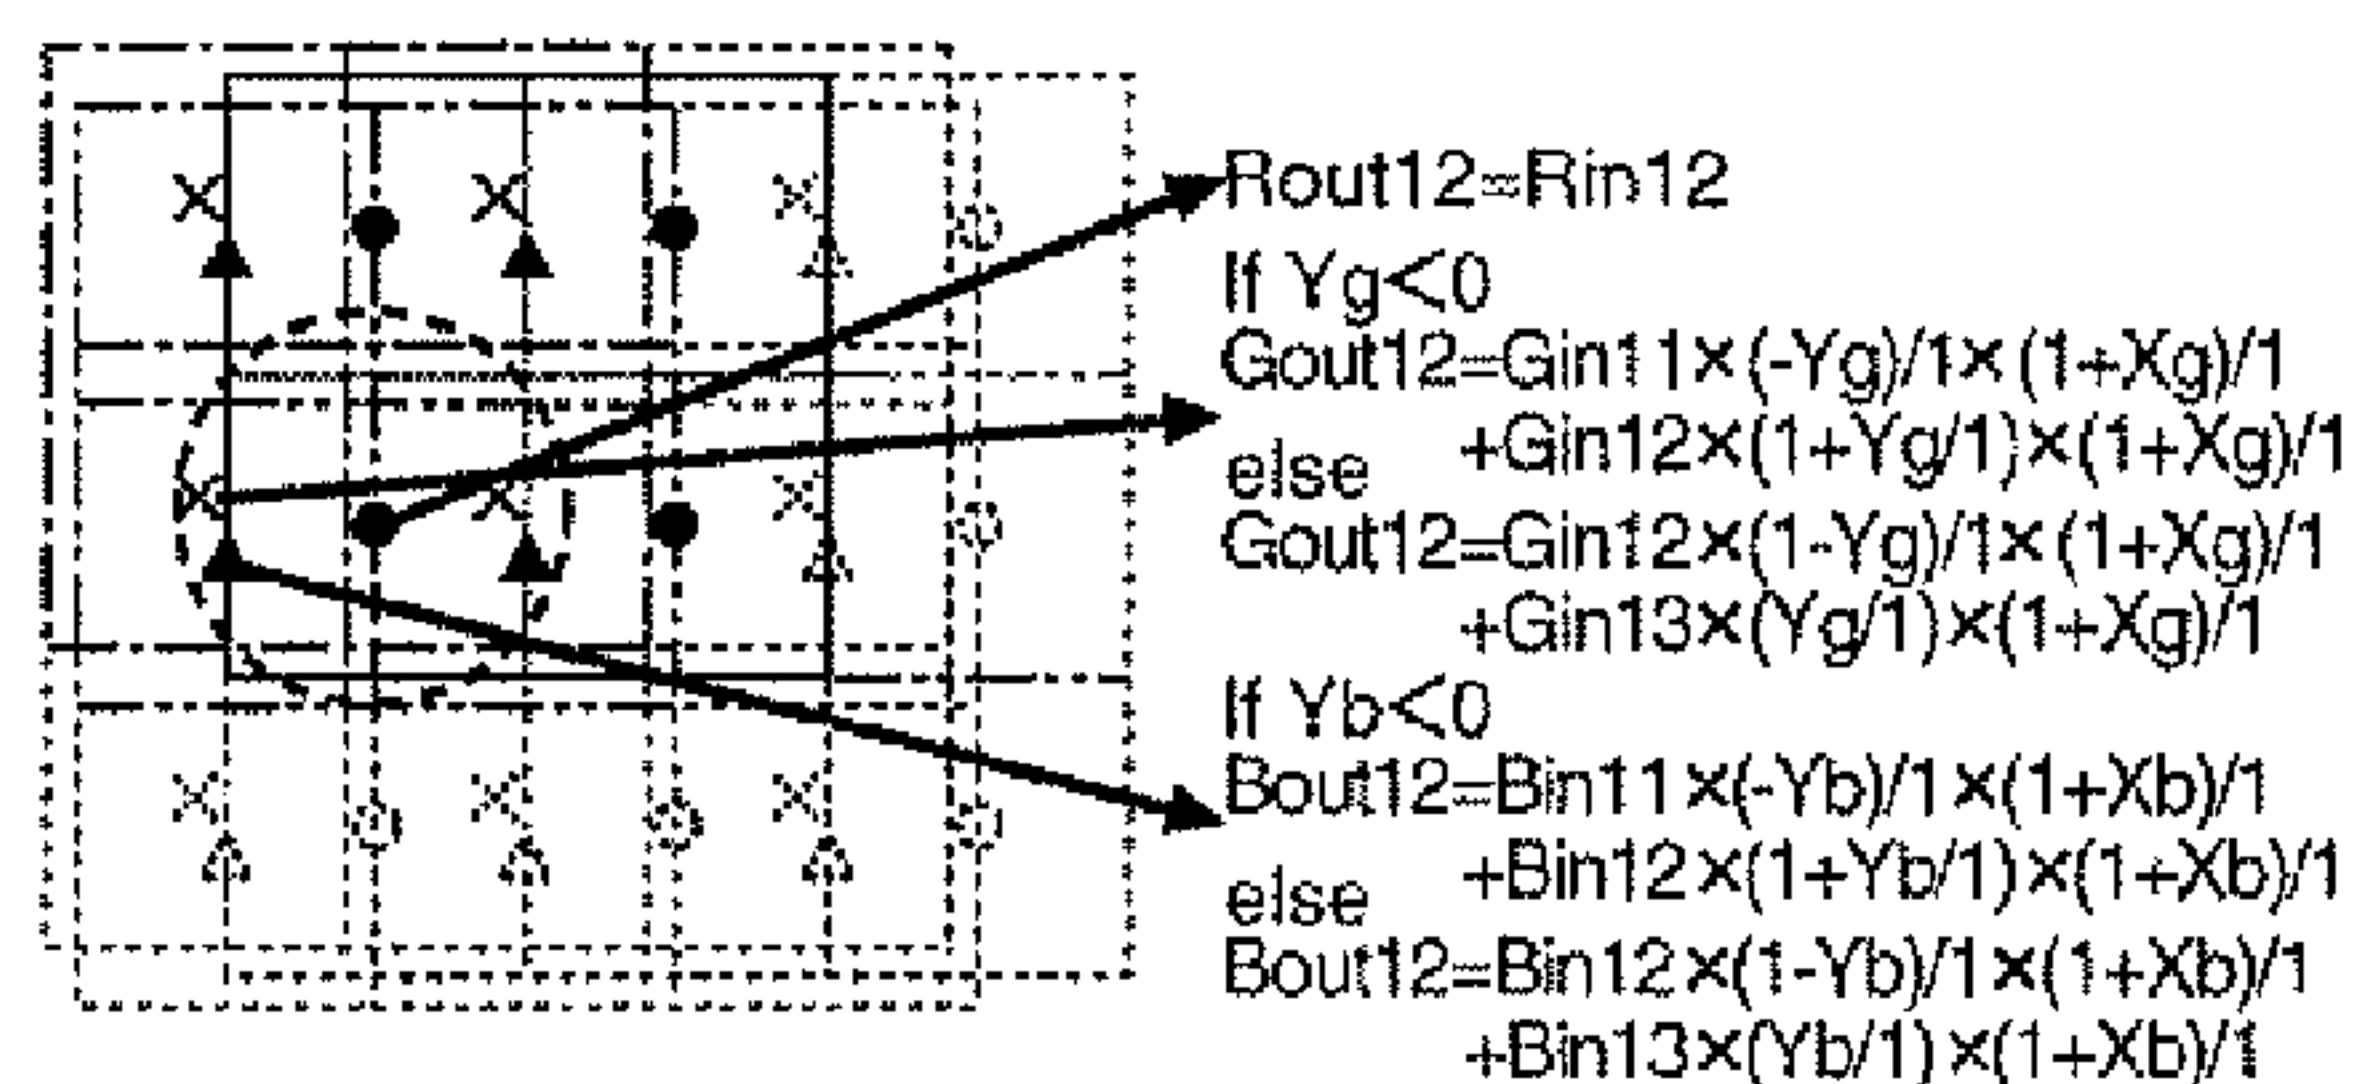 Rout12=Rin12
If Yg<0
Gout12=Gin11×(-Yg)/1×(1+Xg)/1
+Gin12×(1+Yg/1)×(1+Xg)/1
else
Gout12=Gin12×(1-Yg)/1×(1+Xg)/1
+Gin13×(Yg/1)×(1+Xg)/1
If Yb<0
Bout12=Bin11×(-Yb)/1×(1+Xb)/1
+Bin12×(1+Yb/1)×(1+Xb)/1
else
Bout12=Bin12×(1-Yb)/1×(1+Xb)/1
+Bin13×(Yb/1)×(1+Xb)/1